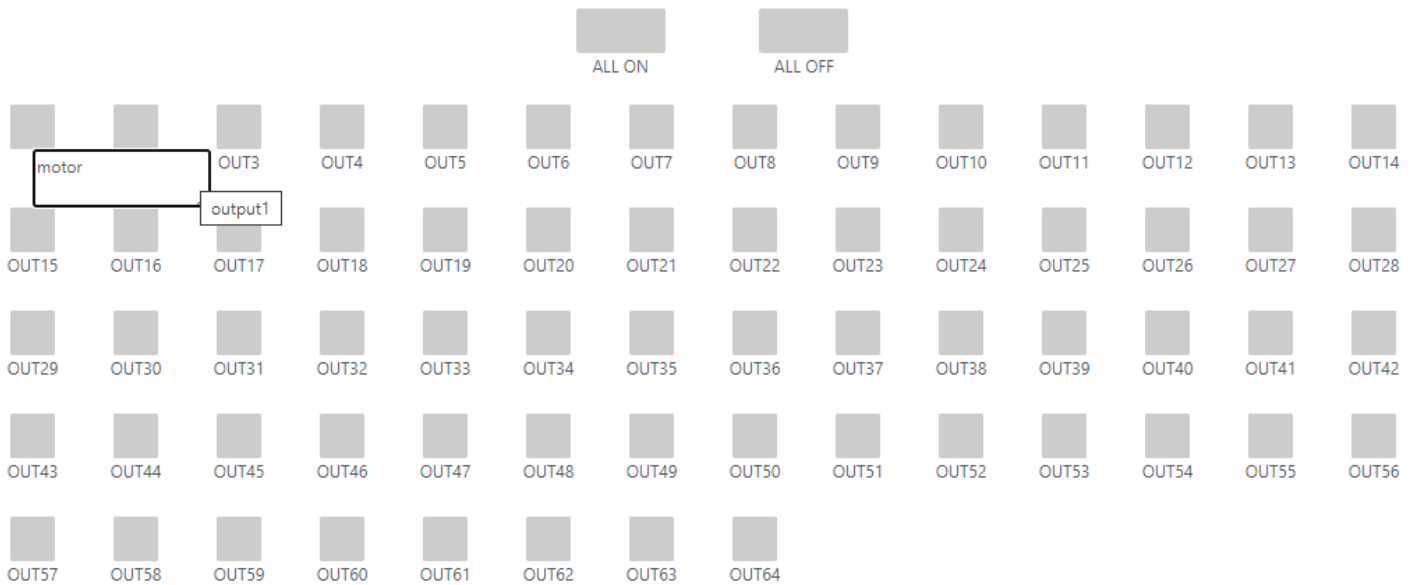 ALL ON ALL OFF
OUT3 OUT4 OUT5 OUT6 OUT7 OUT8 OUT9 OUT10 OUT11 OUT12 OUT13 OUT14
motor
output1
OUT15 OUT16 OUT17 OUT18 OUT19 OUT20 OUT21 OUT22 OUT23 OUT24 OUT25 OUT26 OUT27 OUT28
OUT29 OUT30 OUT31 OUT32 OUT33 OUT34 OUT35 OUT36 OUT37 OUT38 OUT39 OUT40 OUT41 OUT42
OUT43 OUT44 OUT45 OUT46 OUT47 OUT48 OUT49 OUT50 OUT51 OUT52 OUT53 OUT54 OUT55 OUT56
OUT57 OUT58 OUT59 OUT60 OUT61 OUT62 OUT63 OUT64